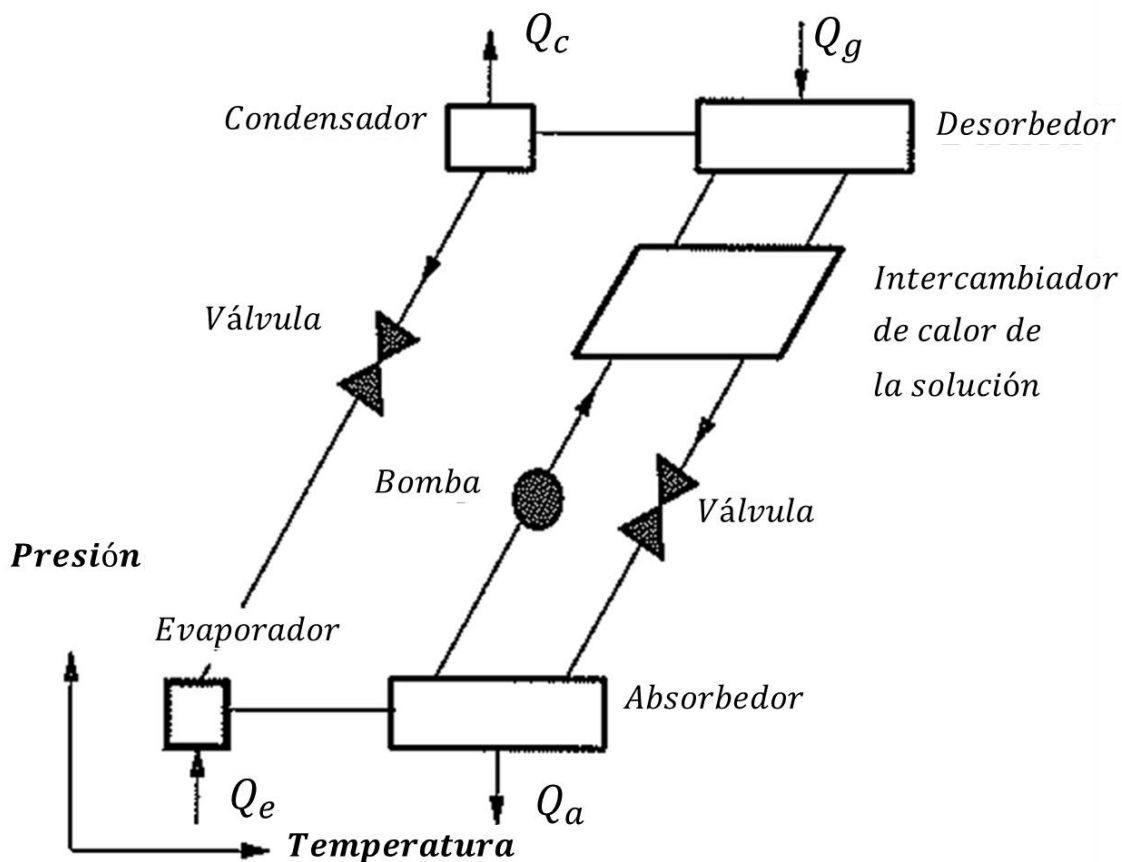 Q_c
Q_g
Condensador
Desorbedor
Intercambiador
de calor de
la solución
Válvula
Bomba
Válvula
Presión
Evaporador
Absorbedor
Q_e
Q_a
Temperatura